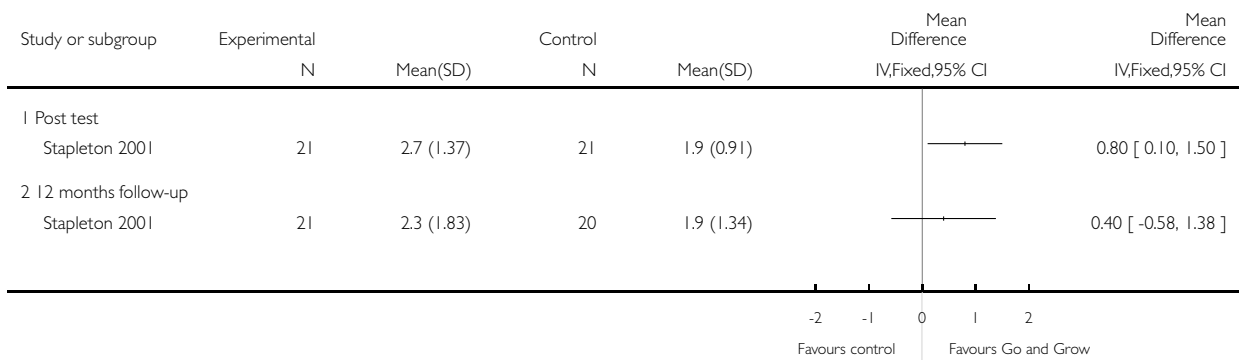 Mean Mean
Study or subgroup Experimental Control Difference Difference
N Mean(SD) N Mean(SD) IV,Fixed,95% CI IV,Fixed,95% CI
1 Post test
Stapleton 2001 21 2.7 (1.37) 21 1.9 (0.91) 0.80 [ 0.10, 1.50 ]
2 12 months follow-up
Stapleton 2001 21 2.3 (1.83) 20 1.9 (1.34) 0.40 [ -0.58, 1.38 ]
-2 -1 0 1 2
Favours control Favours Go and Grow